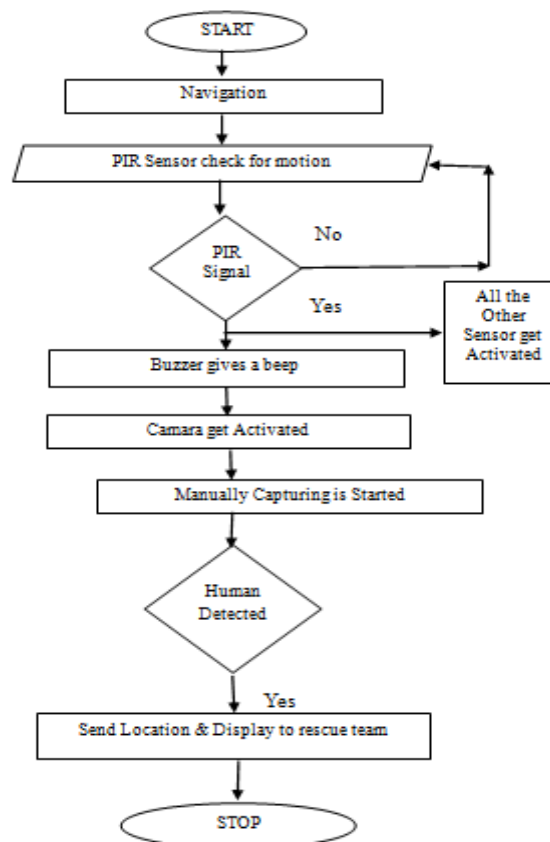 START
Navigation
PIR Sensor check for motion
PIR
Signal
No
Yes
All the
Other
Sensor get
Activated
Buzzer gives a beep
Camara get Activated
Manually Capturing is Started
Human
Detected
Yes
Send Location & Display to rescue team
STOP